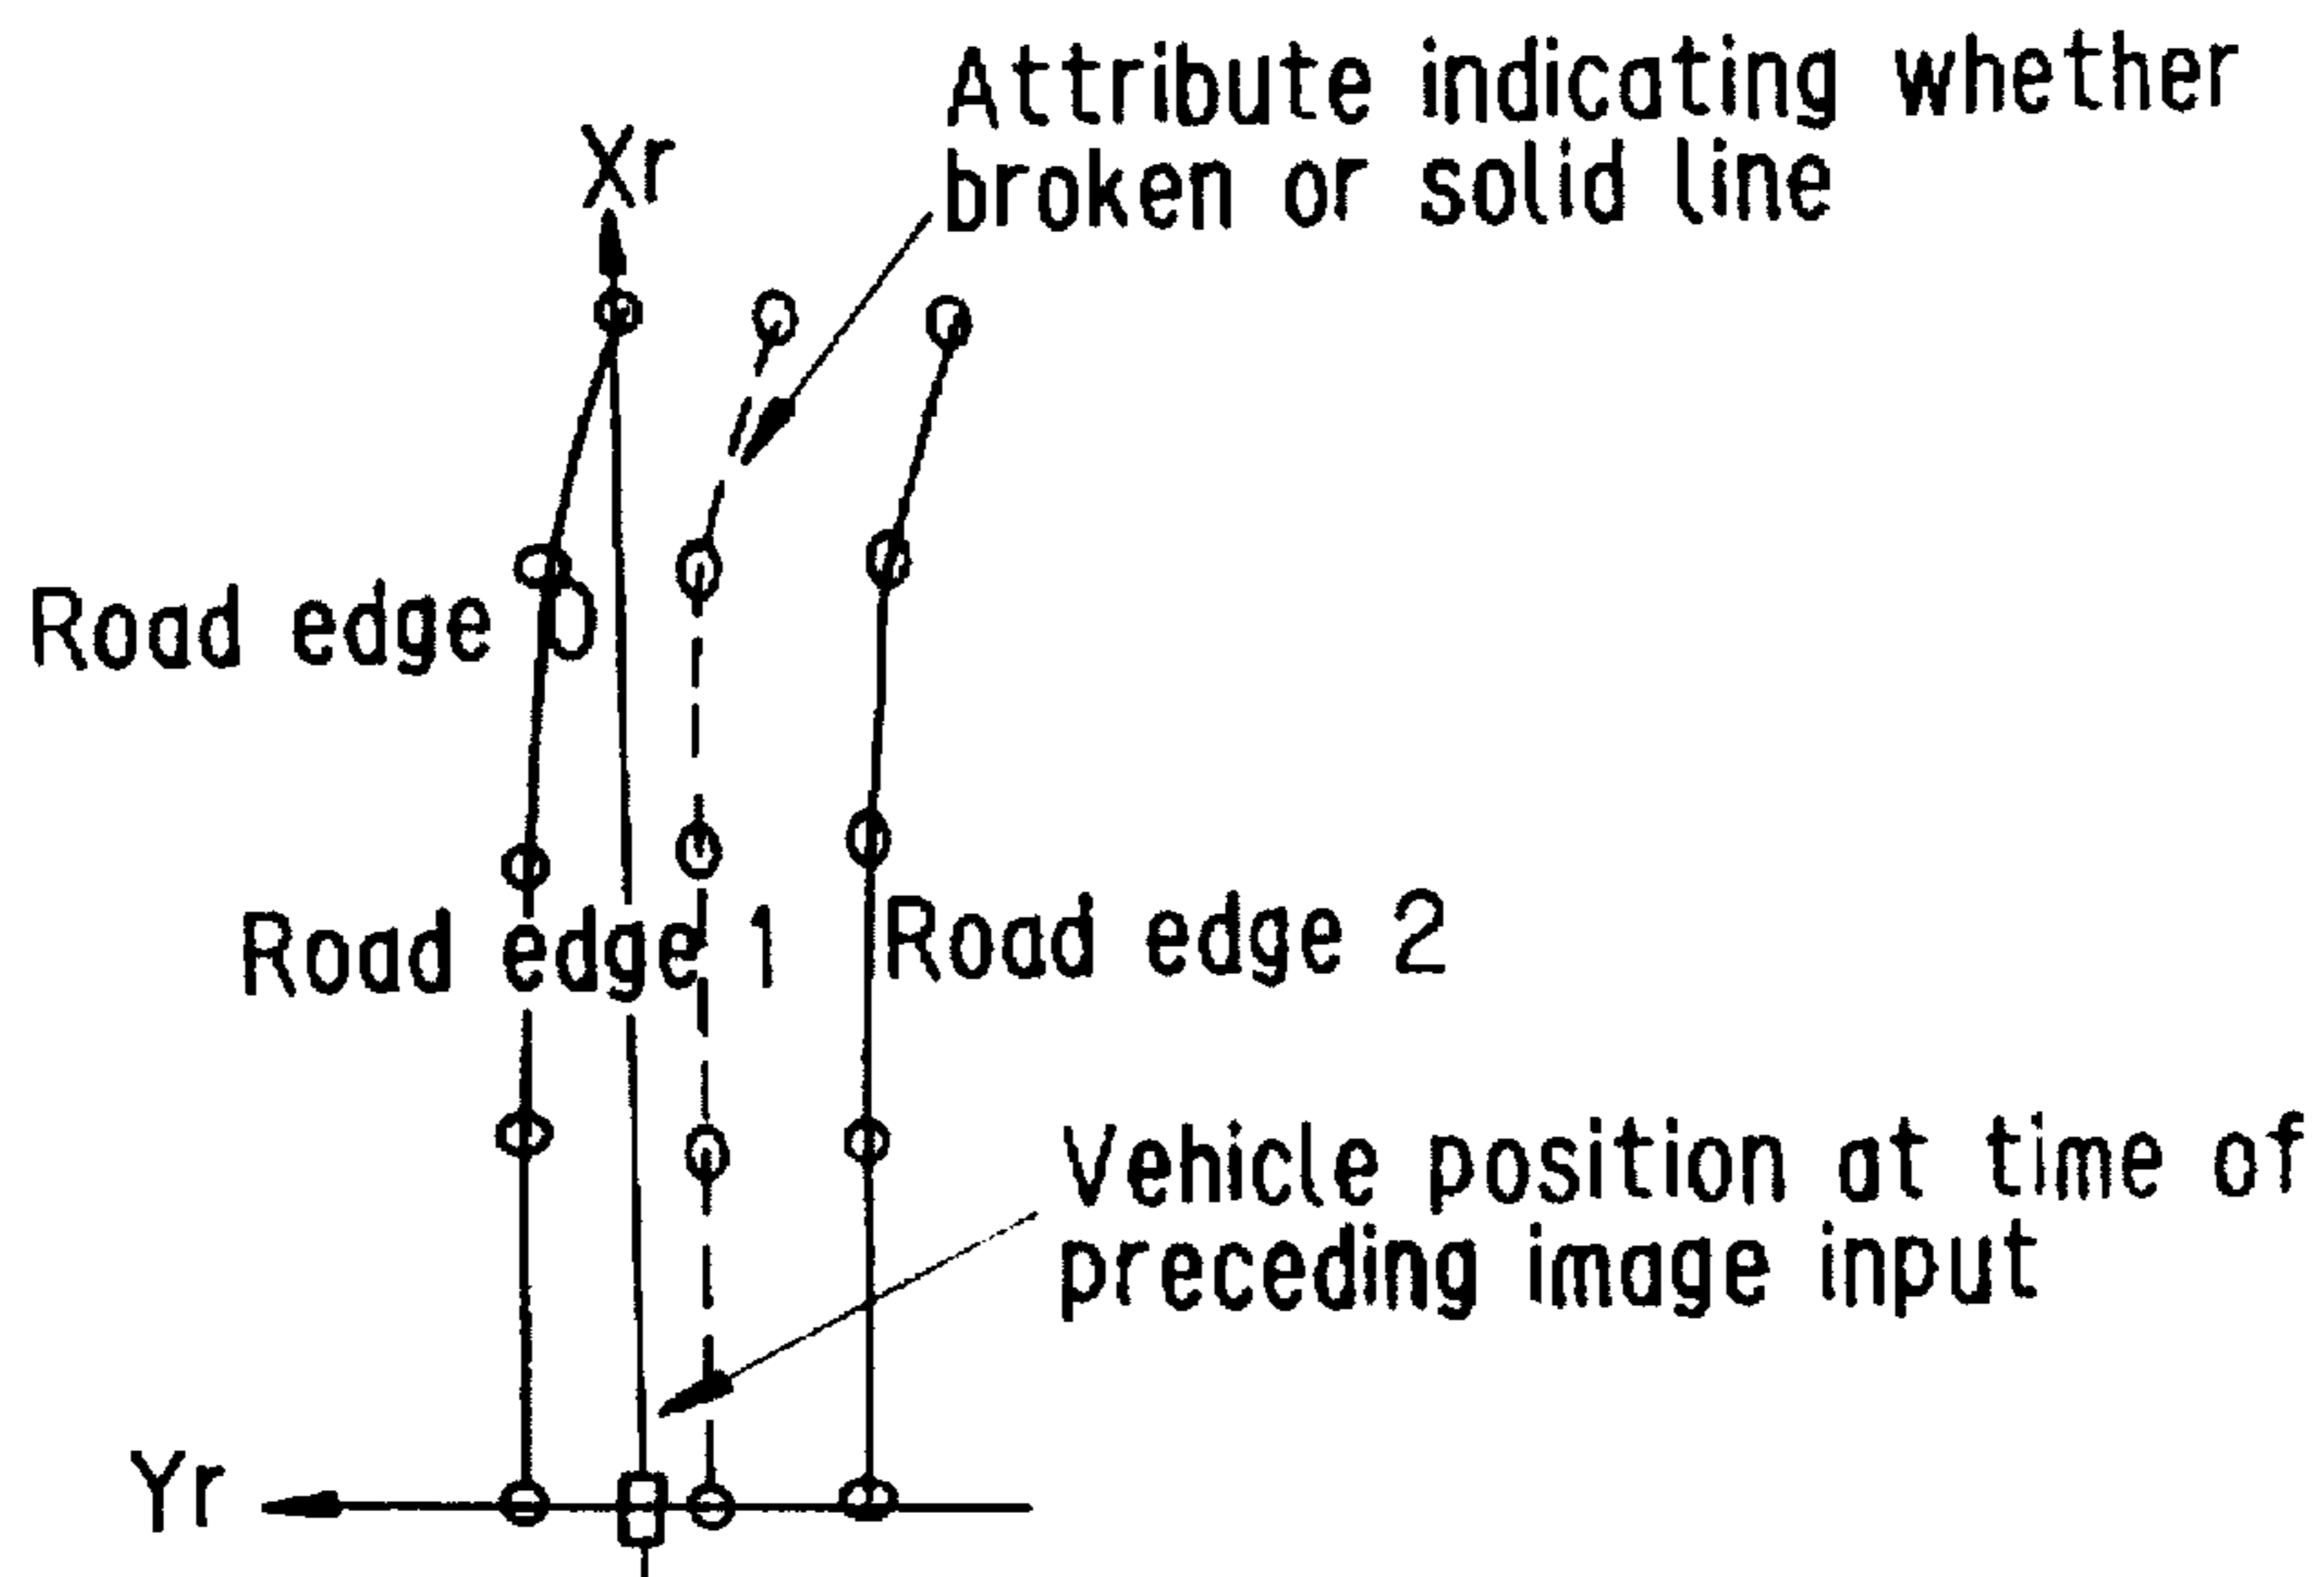 Attribute indicating whether
broken or solid line
Xr
Road edge 0
Road edge 1
Road edge 2
Vehicle position at time of
preceding image input
Yr